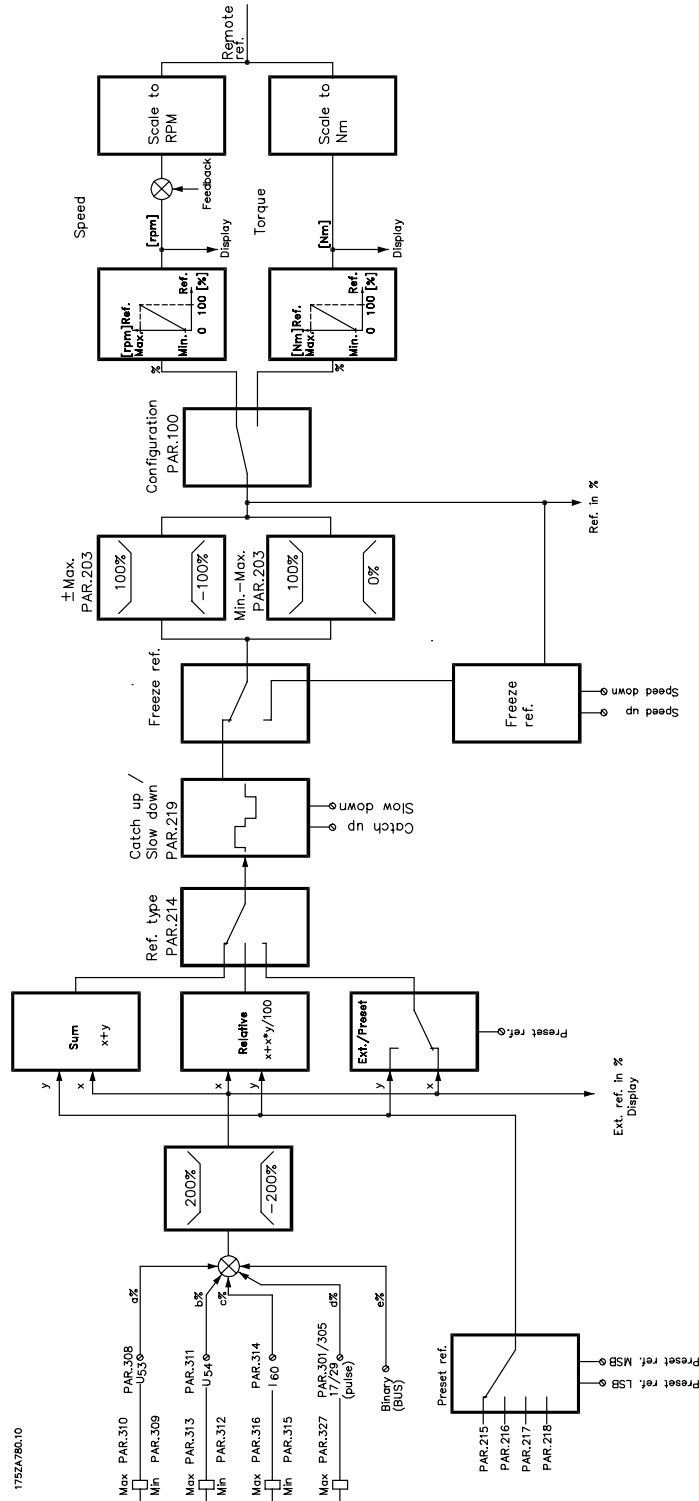 175ZA780.10
Max PAR.310
Min PAR.309
PAR.308
U53
a%
Max PAR.313
Min PAR.312
PAR.311
U54
b%
Max PAR.316
Min PAR.315
PAR.314
I 60
c%
Max PAR.327
PAR.301/305
17/29
(pulse)
d%
Binary
(BUS)
e%
Preset ref.
PAR.215
PAR.216
PAR.217
PAR.218
Preset ref. LSB
Preset ref. MSB
200%
-200%
y
x
Sum
x+y
x
y
Relative
x+x*y/100
y
x
Ext./Preset
Preset ref.
Ext. ref. in %
Display
Ref. type
PAR.214
Catch up /
Slow down
PAR.219
Catch up
Slow down
Freeze ref.
Freeze
ref.
Speed up
Speed down
±Max.
PAR.203
100%
-100%
Min.-Max.
PAR.203
100%
0%
Ref. in %
Configuration
PAR.100
%
[rpm]Ref.
Max.
Min.
Ref.
0 100 [%]
Speed
[rpm]
Display
Feedback
Scale to
RPM
%
[Nm]Ref.
Max.
Min.
Ref.
0 100 [%]
Torque
[Nm]
Display
Scale to
Nm
Remote
ref.